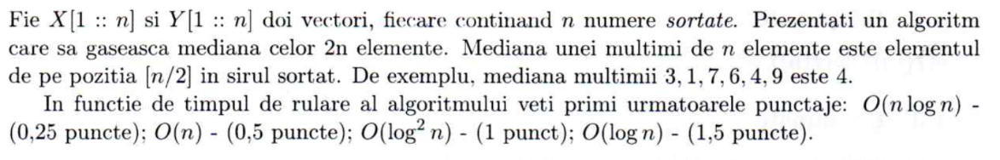 Fie X[1 :: n] si Y[1 :: n] doi vectori, fiecare continand n numere sortate. Prezentati un algoritm
care sa gaseasca mediana celor 2n elemente. Mediana unei multimi de n elemente este elementul
de pe pozitia [n/2] in sirul sortat. De exemplu, mediana multimii 3, 1, 7, 6, 4, 9 este 4.
In functie de timpul de rulare al algoritmului veti primi urmatoarele punctaje: O(n log n) -
(0,25 puncte); O(n) - (0,5 puncte); O(log² n) - (1 punct); O(log n) - (1,5 puncte).